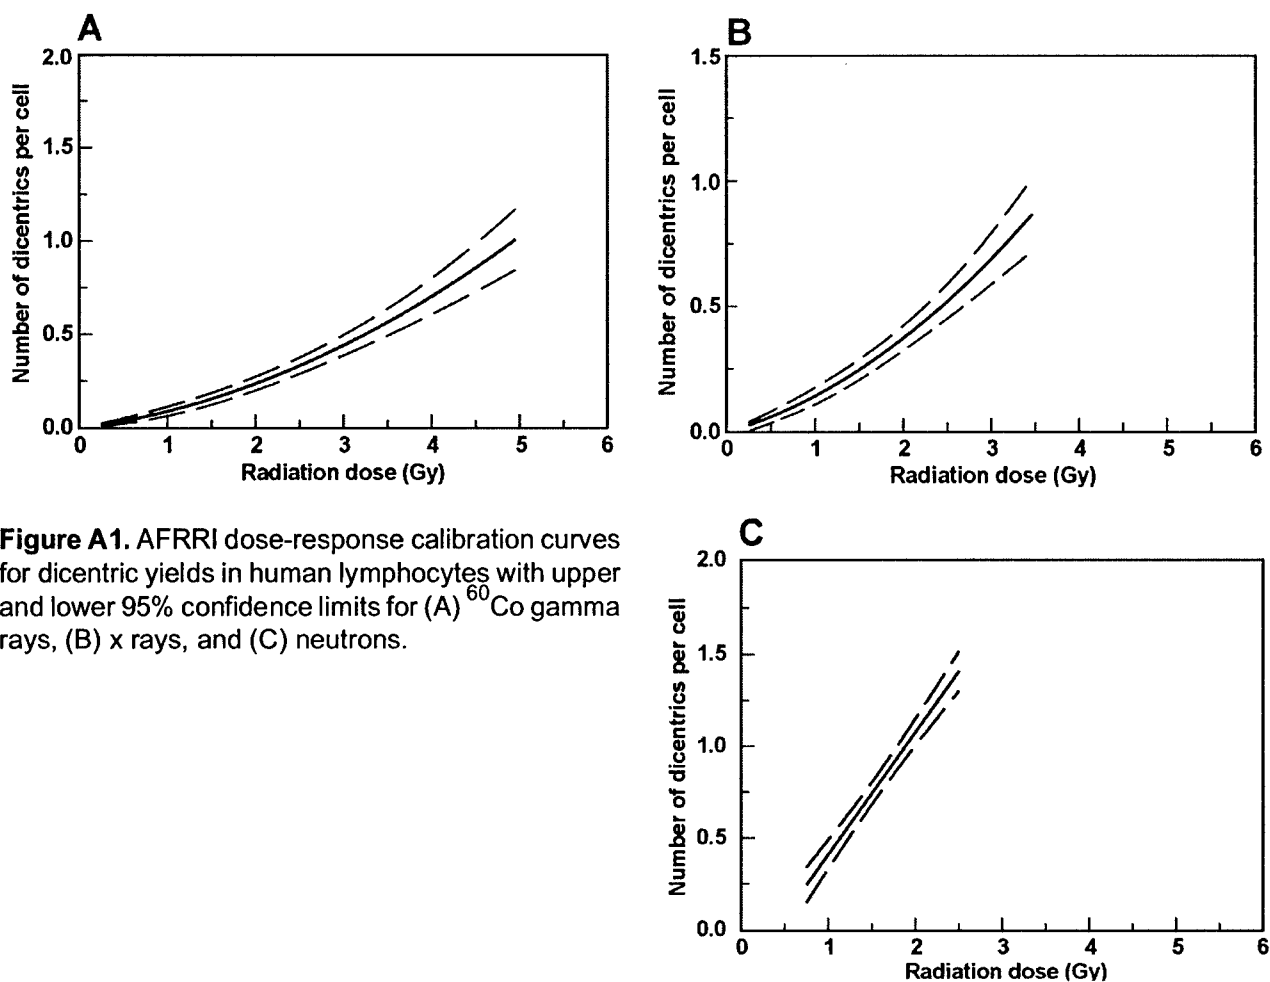 A
Number of dicentrics per cell
2.0
1.5
1.0
0.5
0.0
0 1 2 3 4 5 6
Radiation dose (Gy)
B
Number of dicentrics per cell
1.5
1.0
0.5
0.0
0 1 2 3 4 5 6
Radiation dose (Gy)
Figure A1. AFRRI dose-response calibration curves
for dicentric yields in human lymphocytes with upper
and lower 95% confidence limits for (A) ⁶⁰Co gamma
rays, (B) x rays, and (C) neutrons.
C
Number of dicentrics per cell
2.0
1.5
1.0
0.5
0.0
0 1 2 3 4 5 6
Radiation dose (Gy)